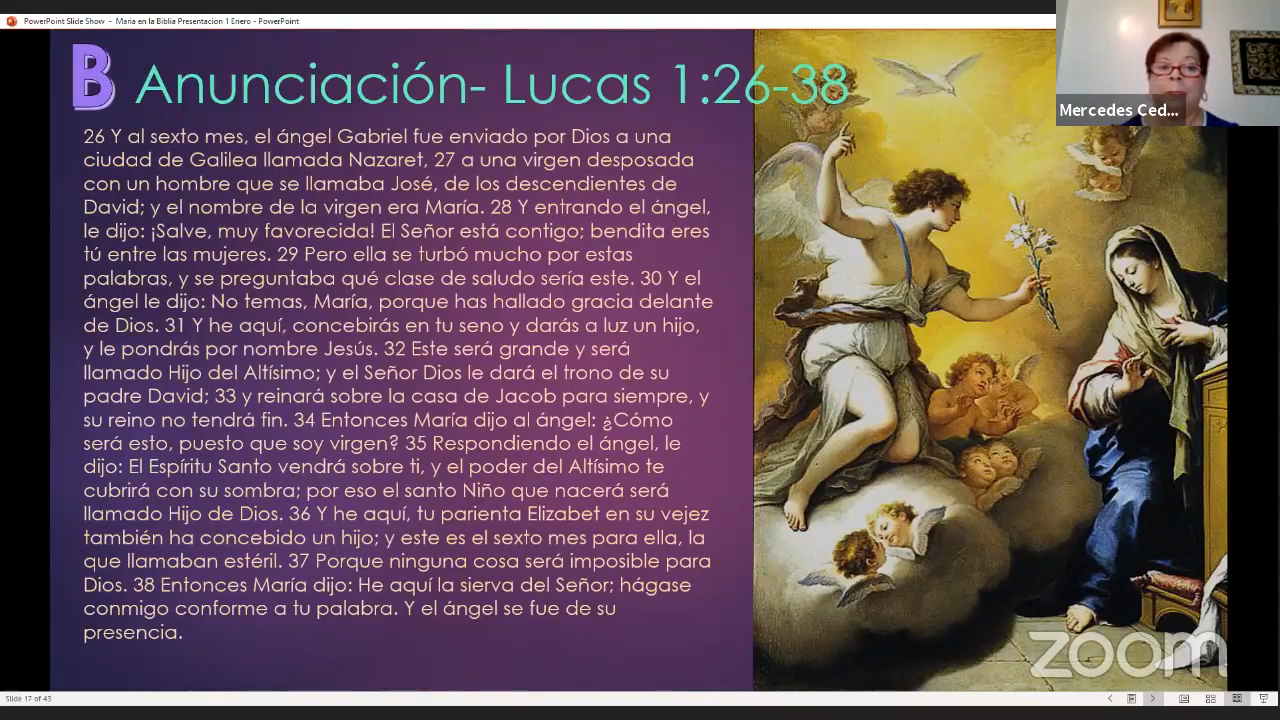 PowerPoint Slide Show - Maria en la Biblia Presentacion 1 Enero - PowerPoint
B Anunciación- Lucas 1:26-38
Mercedes Ced...
26 Y al sexto mes, el ángel Gabriel fue enviado por Dios a una
ciudad de Galilea llamada Nazaret, 27 a una virgen desposada
con un hombre que se llamaba José, de los descendientes de
David; y el nombre de la virgen era María. 28 Y entrando el ángel,
le dijo: ¡Salve, muy favorecida! El Señor está contigo; bendita eres
tú entre las mujeres. 29 Pero ella se turbó mucho por estas
palabras, y se preguntaba qué clase de saludo sería este. 30 Y el
ángel le dijo: No temas, María, porque has hallado gracia delante
de Dios. 31 Y he aquí, concebirás en tu seno y darás a luz un hijo,
y le pondrás por nombre Jesús. 32 Este será grande y será
llamado Hijo del Altísimo; y el Señor Dios le dará el trono de su
padre David; 33 y reinará sobre la casa de Jacob para siempre, y
su reino no tendrá fin. 34 Entonces María dijo al ángel: ¿Cómo
será esto, puesto que soy virgen? 35 Respondiendo el ángel, le
dijo: El Espíritu Santo vendrá sobre ti, y el poder del Altísimo te
cubrirá con su sombra; por eso el santo Niño que nacerá será
llamado Hijo de Dios. 36 Y he aquí, tu parienta Elizabet en su vejez
también ha concebido un hijo; y este es el sexto mes para ella, la
que llamaban estéril. 37 Porque ninguna cosa será imposible para
Dios. 38 Entonces María dijo: He aquí la sierva del Señor; hágase
conmigo conforme a tu palabra. Y el ángel se fue de su
presencia.
zoom
Slide 17 of 43